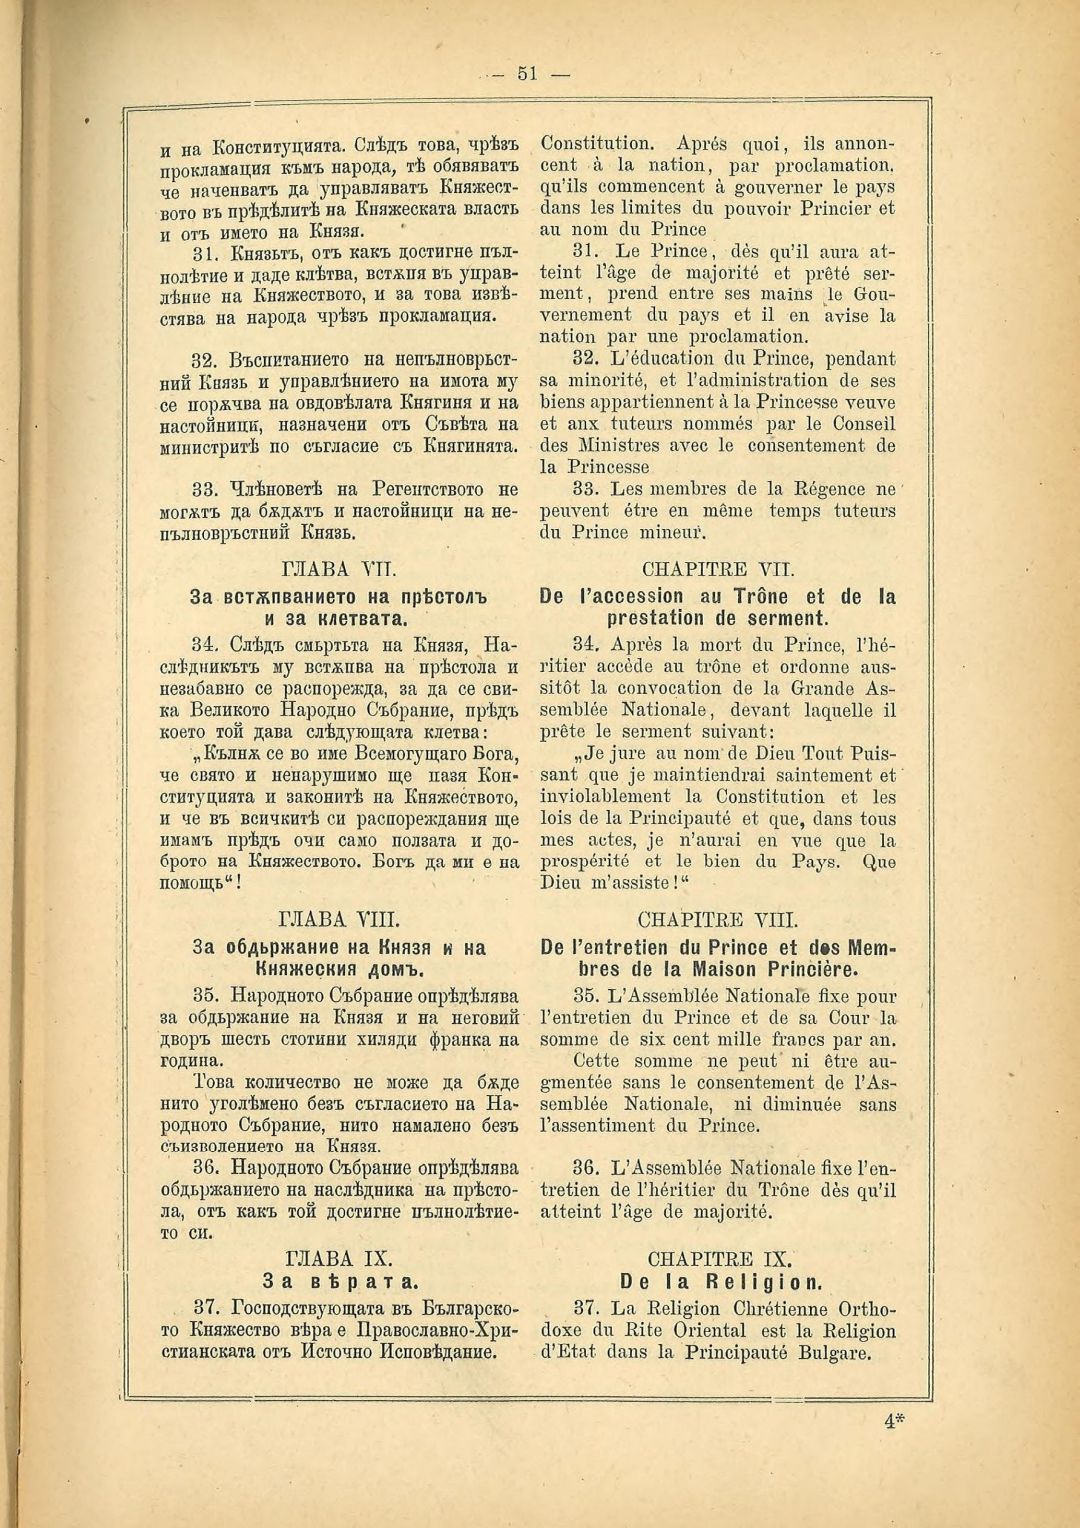 — 51 —
и на Конституцията. Слѣдъ това, чрѣзъ
прокламация къмъ народа, тѣ обявяватъ
че наченватъ да управляватъ Княжест-
вото въ прѣдѣлитѣ на Княжеската власть
и отъ името на Князя.
31. Князьтъ, отъ какъ достигне пъл-
нолѣтие и даде клѣтва, встѫпя въ управ-
лѣние на Княжеството, и за това извѣ-
стява на народа чрѣзъ прокламация.
32. Въспитанието на непълноврьст-
ний Князь и управлѣнието на имота му
се порѫчва на овдовѣлата Княгиня и на
настойници, назначени отъ Съвѣта на
министритѣ по съгласие съ Княгинята.
33. Члѣноветѣ на Регентството не
могѫтъ да бѫдѫтъ и настойници на не-
пълноврьстний Князь.
ГЛАВА VII.
За встѫпванието на прѣстолъ
и за клетвата.
34. Слѣдъ смьртьта на Князя, На-
слѣдникътъ му встѫпва на прѣстола и
незабавно се распорежда, за да се сви-
ка Великото Народно Събрание, прѣдъ
което той дава слѣдующата клетва:
„Кълнѫ се во име Всемогущаго Бога,
че свято и ненарушимо ще пазя Кон-
ституцията и законитѣ на Княжеството,
и че въ всичкитѣ си распореждания ще
имамъ прѣдъ очи само ползата и до-
брото на Княжеството. Богъ да ми е на
помощь“!
ГЛАВА VIII.
За обдьржание на Князя и на
Княжеския домъ.
35. Народното Събрание опрѣдѣлява
за обдьржание на Князя и на неговий
дворъ шесть стотини хиляди франка на
година.
Това количество не може да бѫде
нито уголѣмено безъ съгласието на На-
родното Събрание, нито намалено безъ
съизволението на Князя.
36. Народното Събрание опрѣдѣлява
обдьржанието на наслѣдника на прѣсто-
ла, отъ какъ той достигне пълнолѣтие-
то си.
ГЛАВА IX.
За вѣрата.
37. Господствующата въ Българско-
то Княжество вѣра е Православно-Хри-
стианската отъ Источно Исповѣдание.
Constitution. Aprés quoi, ils annon-
cent à la nation, par proclamation,
qu'ils commencent à gouverner le pays
dans les limites du pouvoir Princier et
au nom du Prince
31. Le Prince, dès qu'il aura at-
teint l'âge de majorité et prêté ser-
ment, prend entre ses mains le Gou-
vernement du pays et il en avise la
nation par une proclamation.
32. L'éducation du Prince, pendant
sa minorité, et l'administration de ses
biens appartiennent à la Princesse veuve
et anx tuteurs nommés par le Conseil
des Ministres avec le consentement de
la Princesse
33. Les membres de la Régence ne
peuvent étre en même temps tuteurs
du Prince mineur.
CHAPITRE VII.
De l'accession au Trône et de la
prestation de serment.
34. Après la mort du Prince, l'hé-
ritier accède au trône et ordonne aus-
sitôt la convocation de la Grande As-
semblée Nationale, devant laquelle il
prête le serment suivant:
„Je jure au nom de Dieu Tout Puis-
sant que je maintiendrai saintement et
inviolablement la Constitution et les
lois de la Principauté et que, dans tous
mes actes, je n'aurai en vue que la
prospérité et le bien du Pays. Que
Dieu m'assiste!“
CHAPITRE VIII.
De l'entretien du Prince et des Mem-
bres de la Maison Princière.
35. L'Assemblée Nationale fixe pour
l'entretien du Prince et de sa Cour la
somme de six cent mille francs par an.
Cette somme ne peut ni être au-
gmentée sans le consentement de l'As-
semblée Nationale, ni diminuée sans
l'assentiment du Prince.
36. L'Assemblée Nationale fixe l'en-
tretien de l'héritier du Trône dès qu'il
atteint l'âge de majorité.
CHAPITRE IX.
De la Religion.
37. La Religion Chrétienne Ortho-
doxe du Rite Oriental est la Religion
d'Etat dans la Principauté Bulgare.
4*